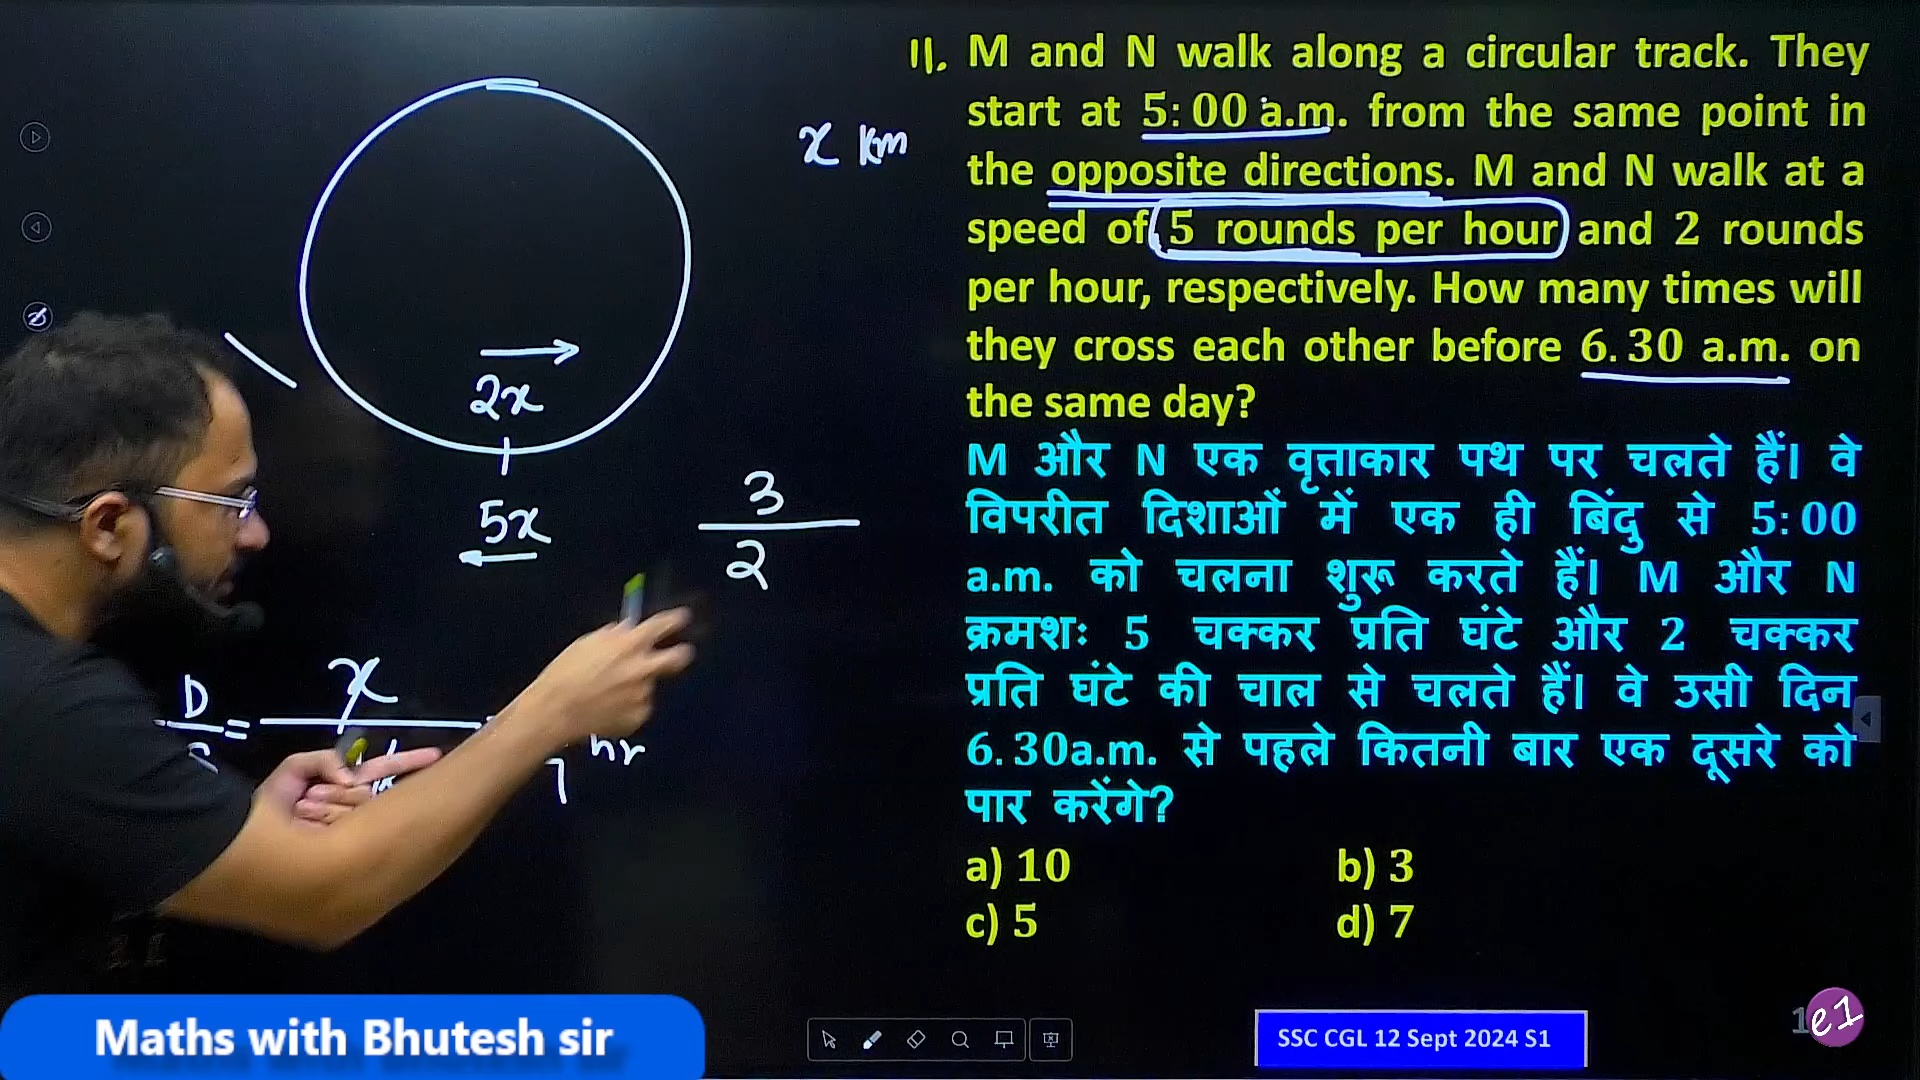 11. M and N walk along a circular track. They
start at 5:00 a.m. from the same point in
the opposite directions. M and N walk at a
speed of 5 rounds per hour and 2 rounds
per hour, respectively. How many times will
they cross each other before 6.30 a.m. on
the same day?
M और N एक वृत्ताकार पथ पर चलते हैं। वे
विपरीत दिशाओं में एक ही बिंदु से 5:00
a.m. को चलना शुरू करते हैं। M और N
क्रमशः 5 चक्कर प्रति घंटे और 2 चक्कर
प्रति घंटे की चाल से चलते हैं। वे उसी दिन
6.30a.m. से पहले कितनी बार एक दूसरे को
पार करेंगे?
a) 10 b) 3
c) 5 d) 7
x km
2x
5x
3
2
D
= x
7 hr
Maths with Bhutesh sir
SSC CGL 12 Sept 2024 S1
e1